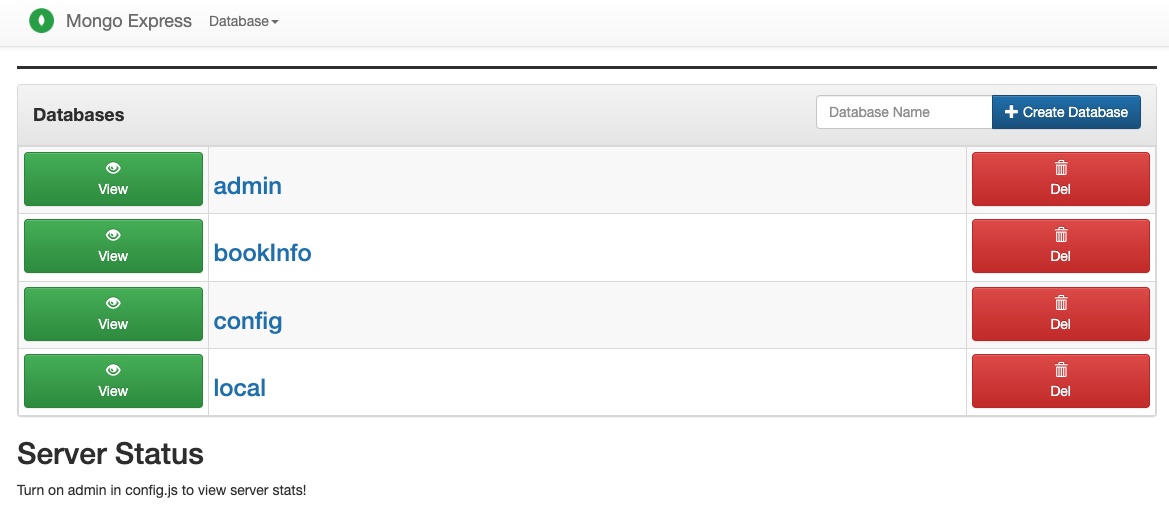 Mongo Express Database
Databases
Database Name
Create Database
View
admin
Del
View
bookInfo
Del
View
config
Del
View
local
Del
Server Status
Turn on admin in config.js to view server stats!